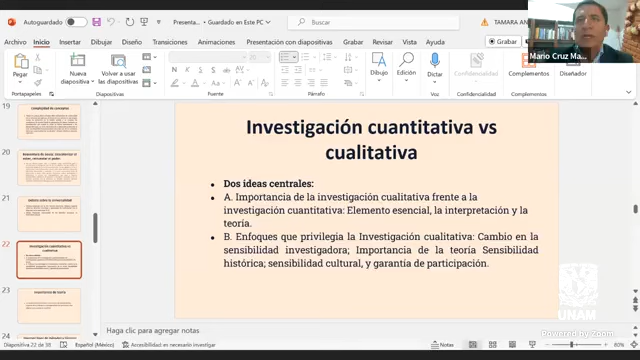 Autoguardado
Presenta... • Guardado en Este PC
Buscar
TAMARA AN
Archivo Inicio Insertar Dibujar Diseño Transiciones Animaciones Presentación con diapositivas Grabar
Grabar
Mario Cruz Ma...
Pegar
Nueva diapositiva
Volver a usar las diapositivas
Dibujo
Edición
Dictar
Confidencialidad
Complementos
Diseñador
Portapapeles
Diapositivas
Fuente
Párrafo
Voz
Confidencialidad
Complementos
19
20
21
22
Investigación cuantitativa vs cualitativa
23
24
Investigación cuantitativa vs
cualitativa
• Dos ideas centrales:
• A. Importancia de la investigación cualitativa frente a la
investigación cuantitativa: Elemento esencial, la interpretación y la
teoría.
• B. Enfoques que privilegia la Investigación cualitativa: Cambio en la
sensibilidad investigadora; Importancia de la teoría Sensibilidad
histórica; sensibilidad cultural, y garantía de participación.
UNAM
Powered by Zoom
Haga clic para agregar notas
Diapositiva 22 de 38
Español (México)
Accesibilidad: es necesario investigar
Notas
80%